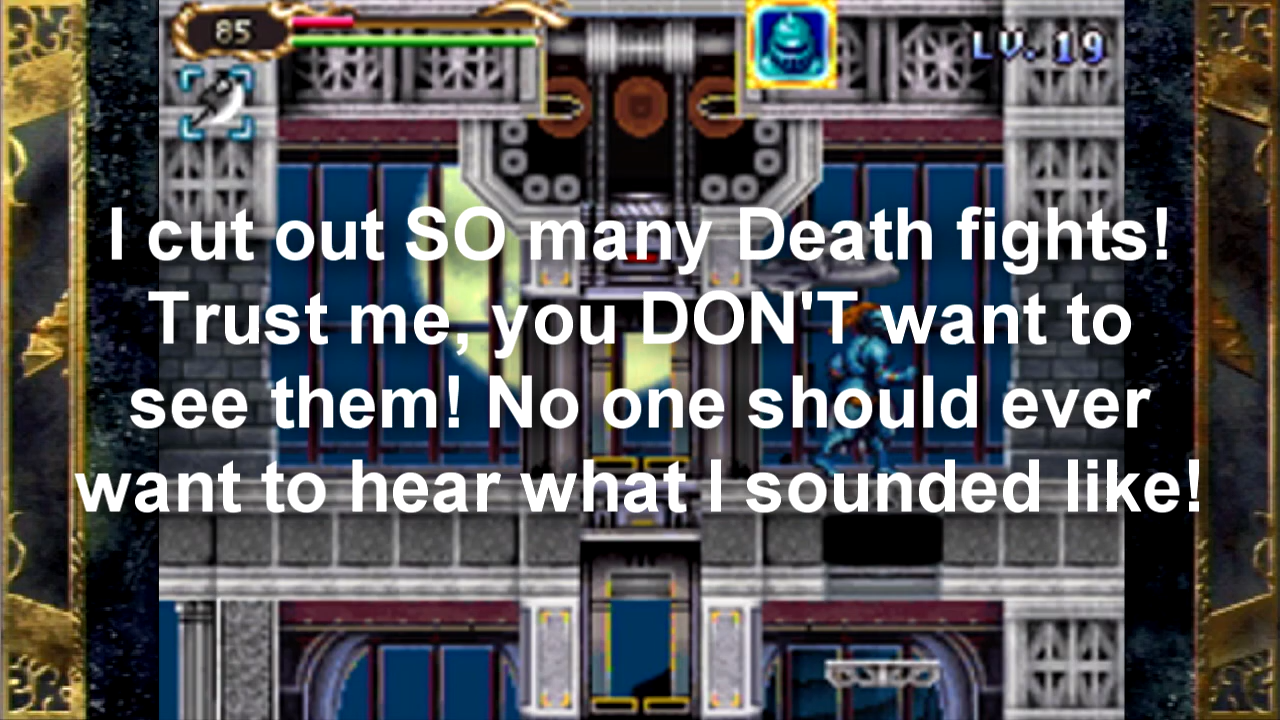 85
LV. 19
I cut out SO many Death fights!
Trust me, you DON'T want to
see them! No one should ever
want to hear what I sounded like!